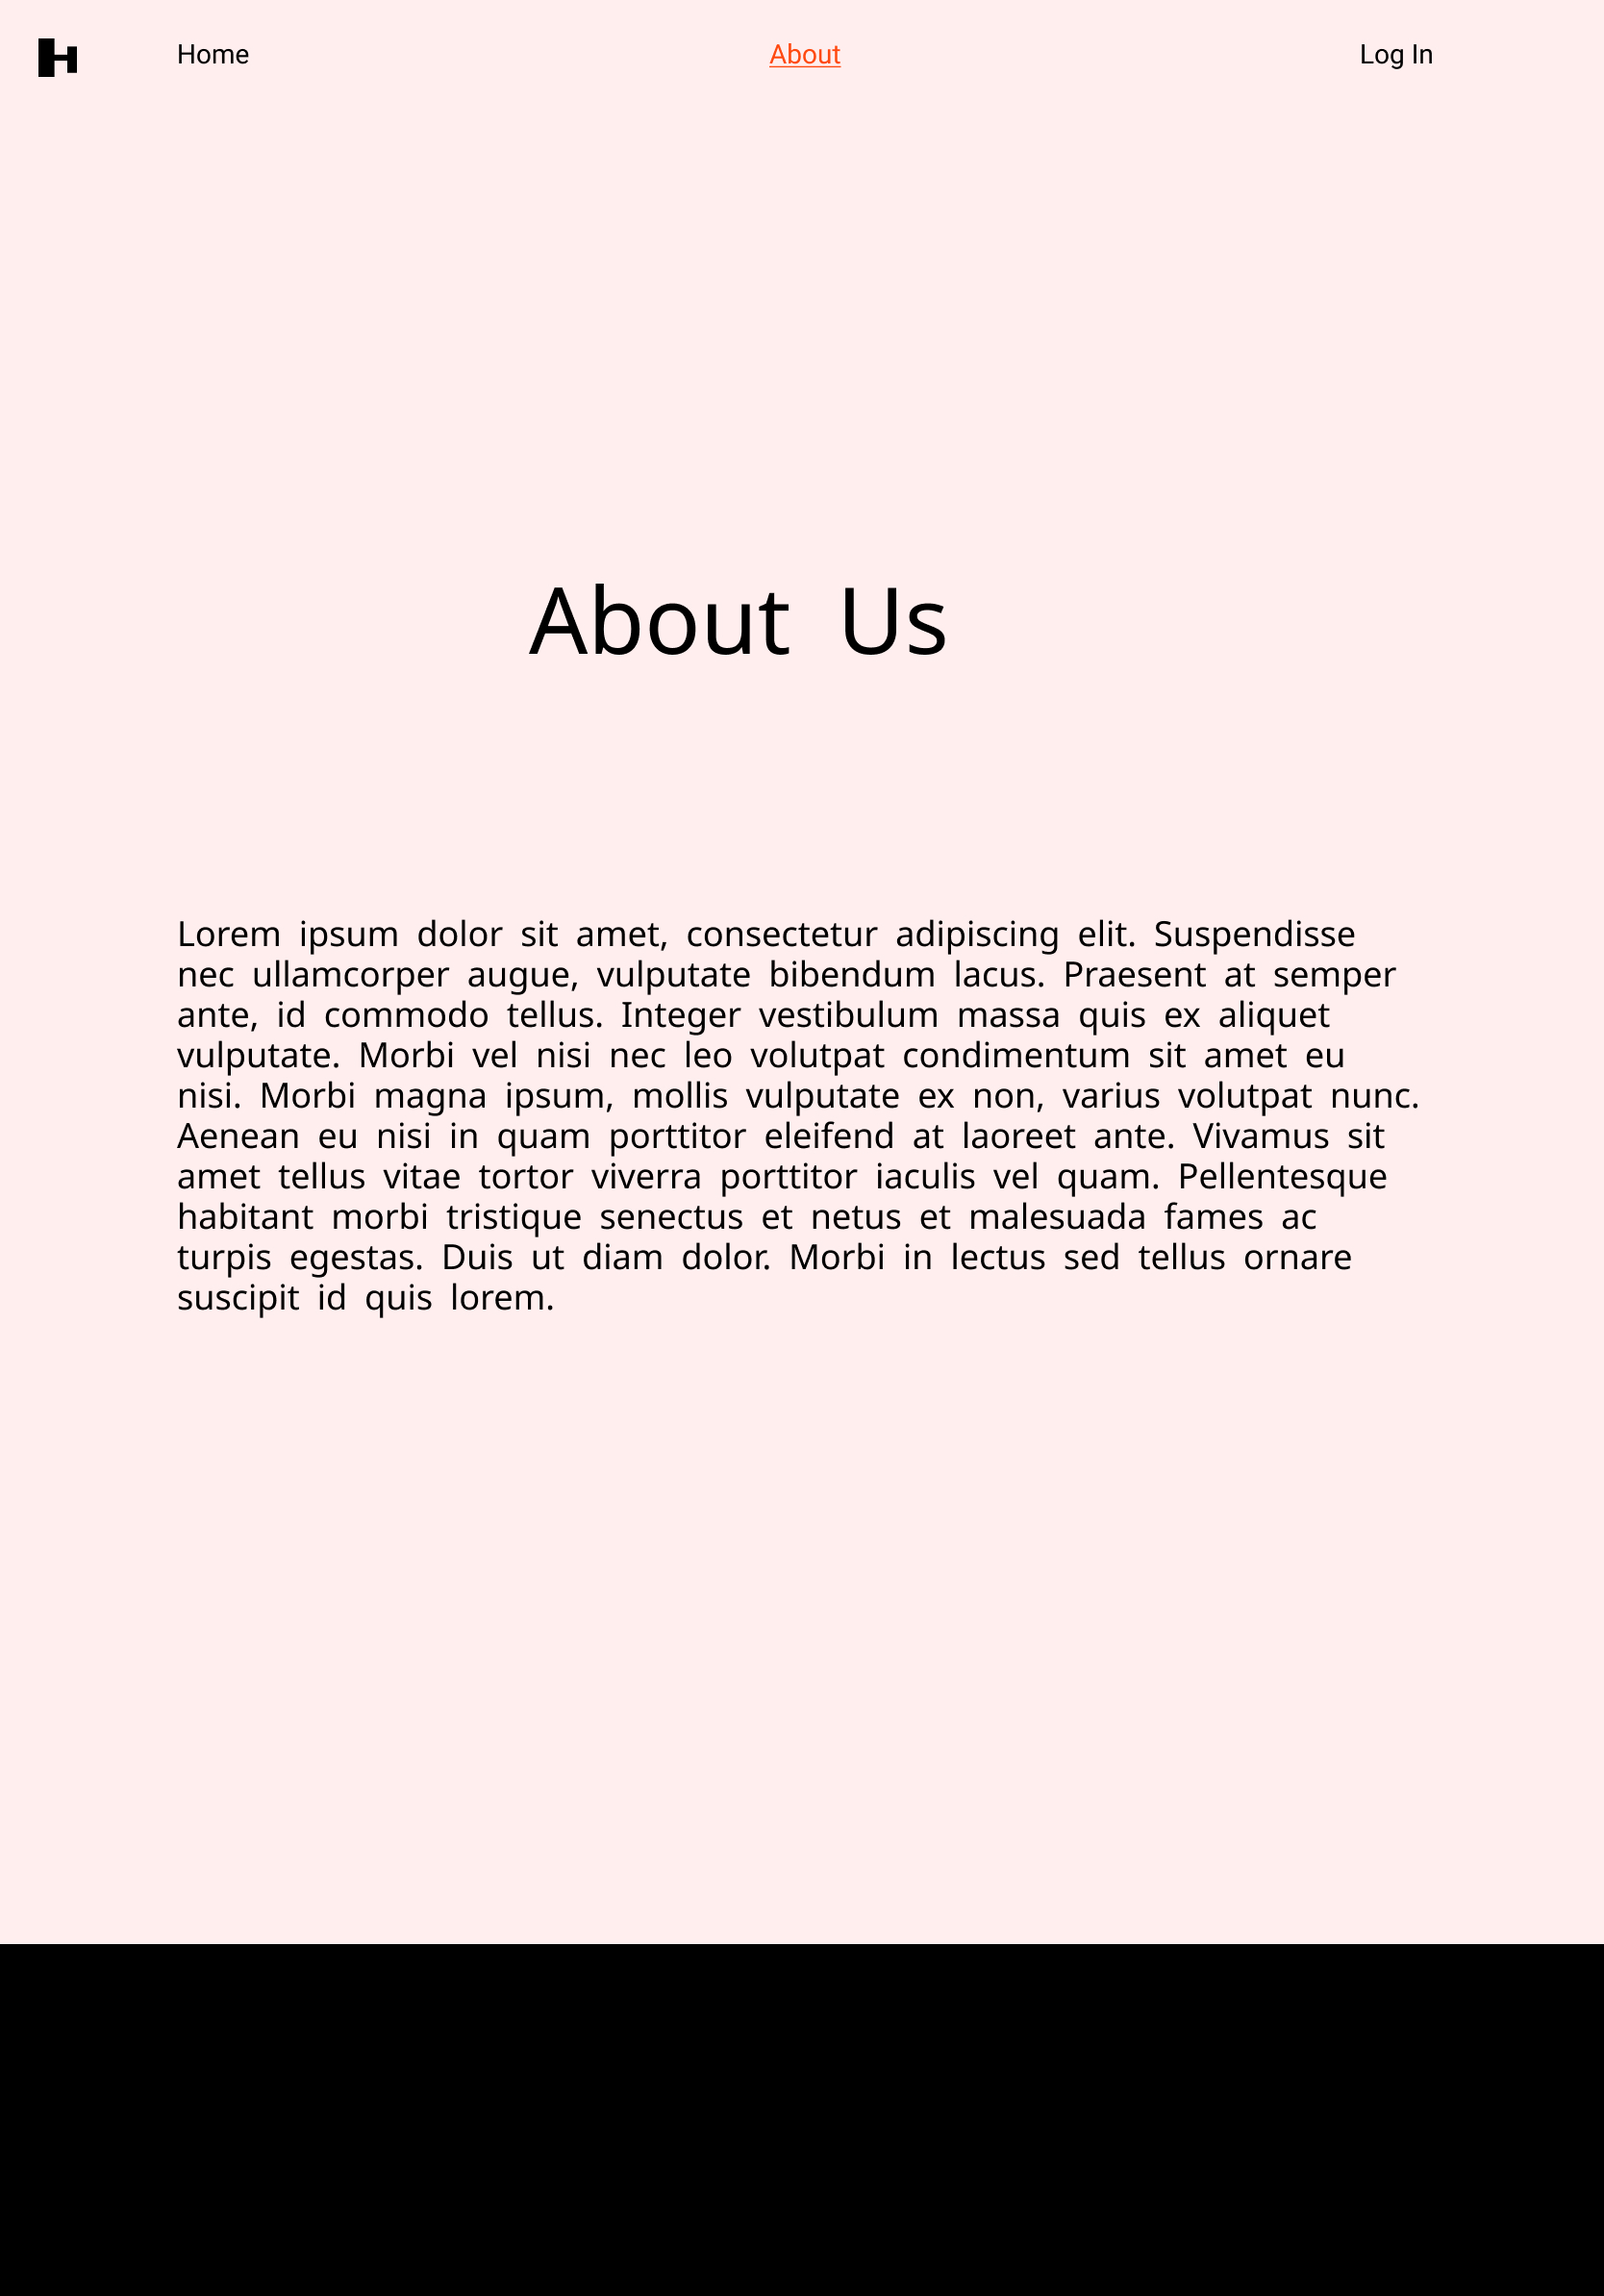 H
Home About Log In
About Us
Lorem ipsum dolor sit amet, consectetur adipiscing elit. Suspendisse
nec ullamcorper augue, vulputate bibendum lacus. Praesent at semper
ante, id commodo tellus. Integer vestibulum massa quis ex aliquet
vulputate. Morbi vel nisi nec leo volutpat condimentum sit amet eu
nisi. Morbi magna ipsum, mollis vulputate ex non, varius volutpat nunc.
Aenean eu nisi in quam porttitor eleifend at laoreet ante. Vivamus sit
amet tellus vitae tortor viverra porttitor iaculis vel quam. Pellentesque
habitant morbi tristique senectus et netus et malesuada fames ac
turpis egestas. Duis ut diam dolor. Morbi in lectus sed tellus ornare
suscipit id quis lorem.